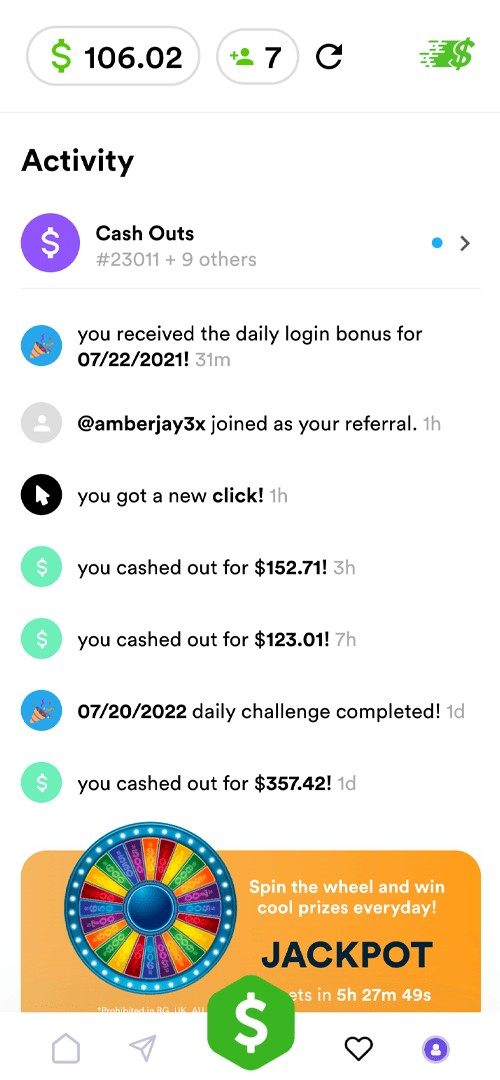 $ 106.02 7
Activity
Cash Outs
#23011 + 9 others
you received the daily login bonus for
07/22/2021! 31m
@amberjay3x joined as your referral. 1h
you got a new click! 1h
you cashed out for $152.71! 3h
you cashed out for $123.01! 7h
07/20/2022 daily challenge completed! 1d
you cashed out for $357.42! 1d
Spin the wheel and win
cool prizes everyday!
JACKPOT
ets in 5h 27m 49s
*Prohibited in BG, UK, AU